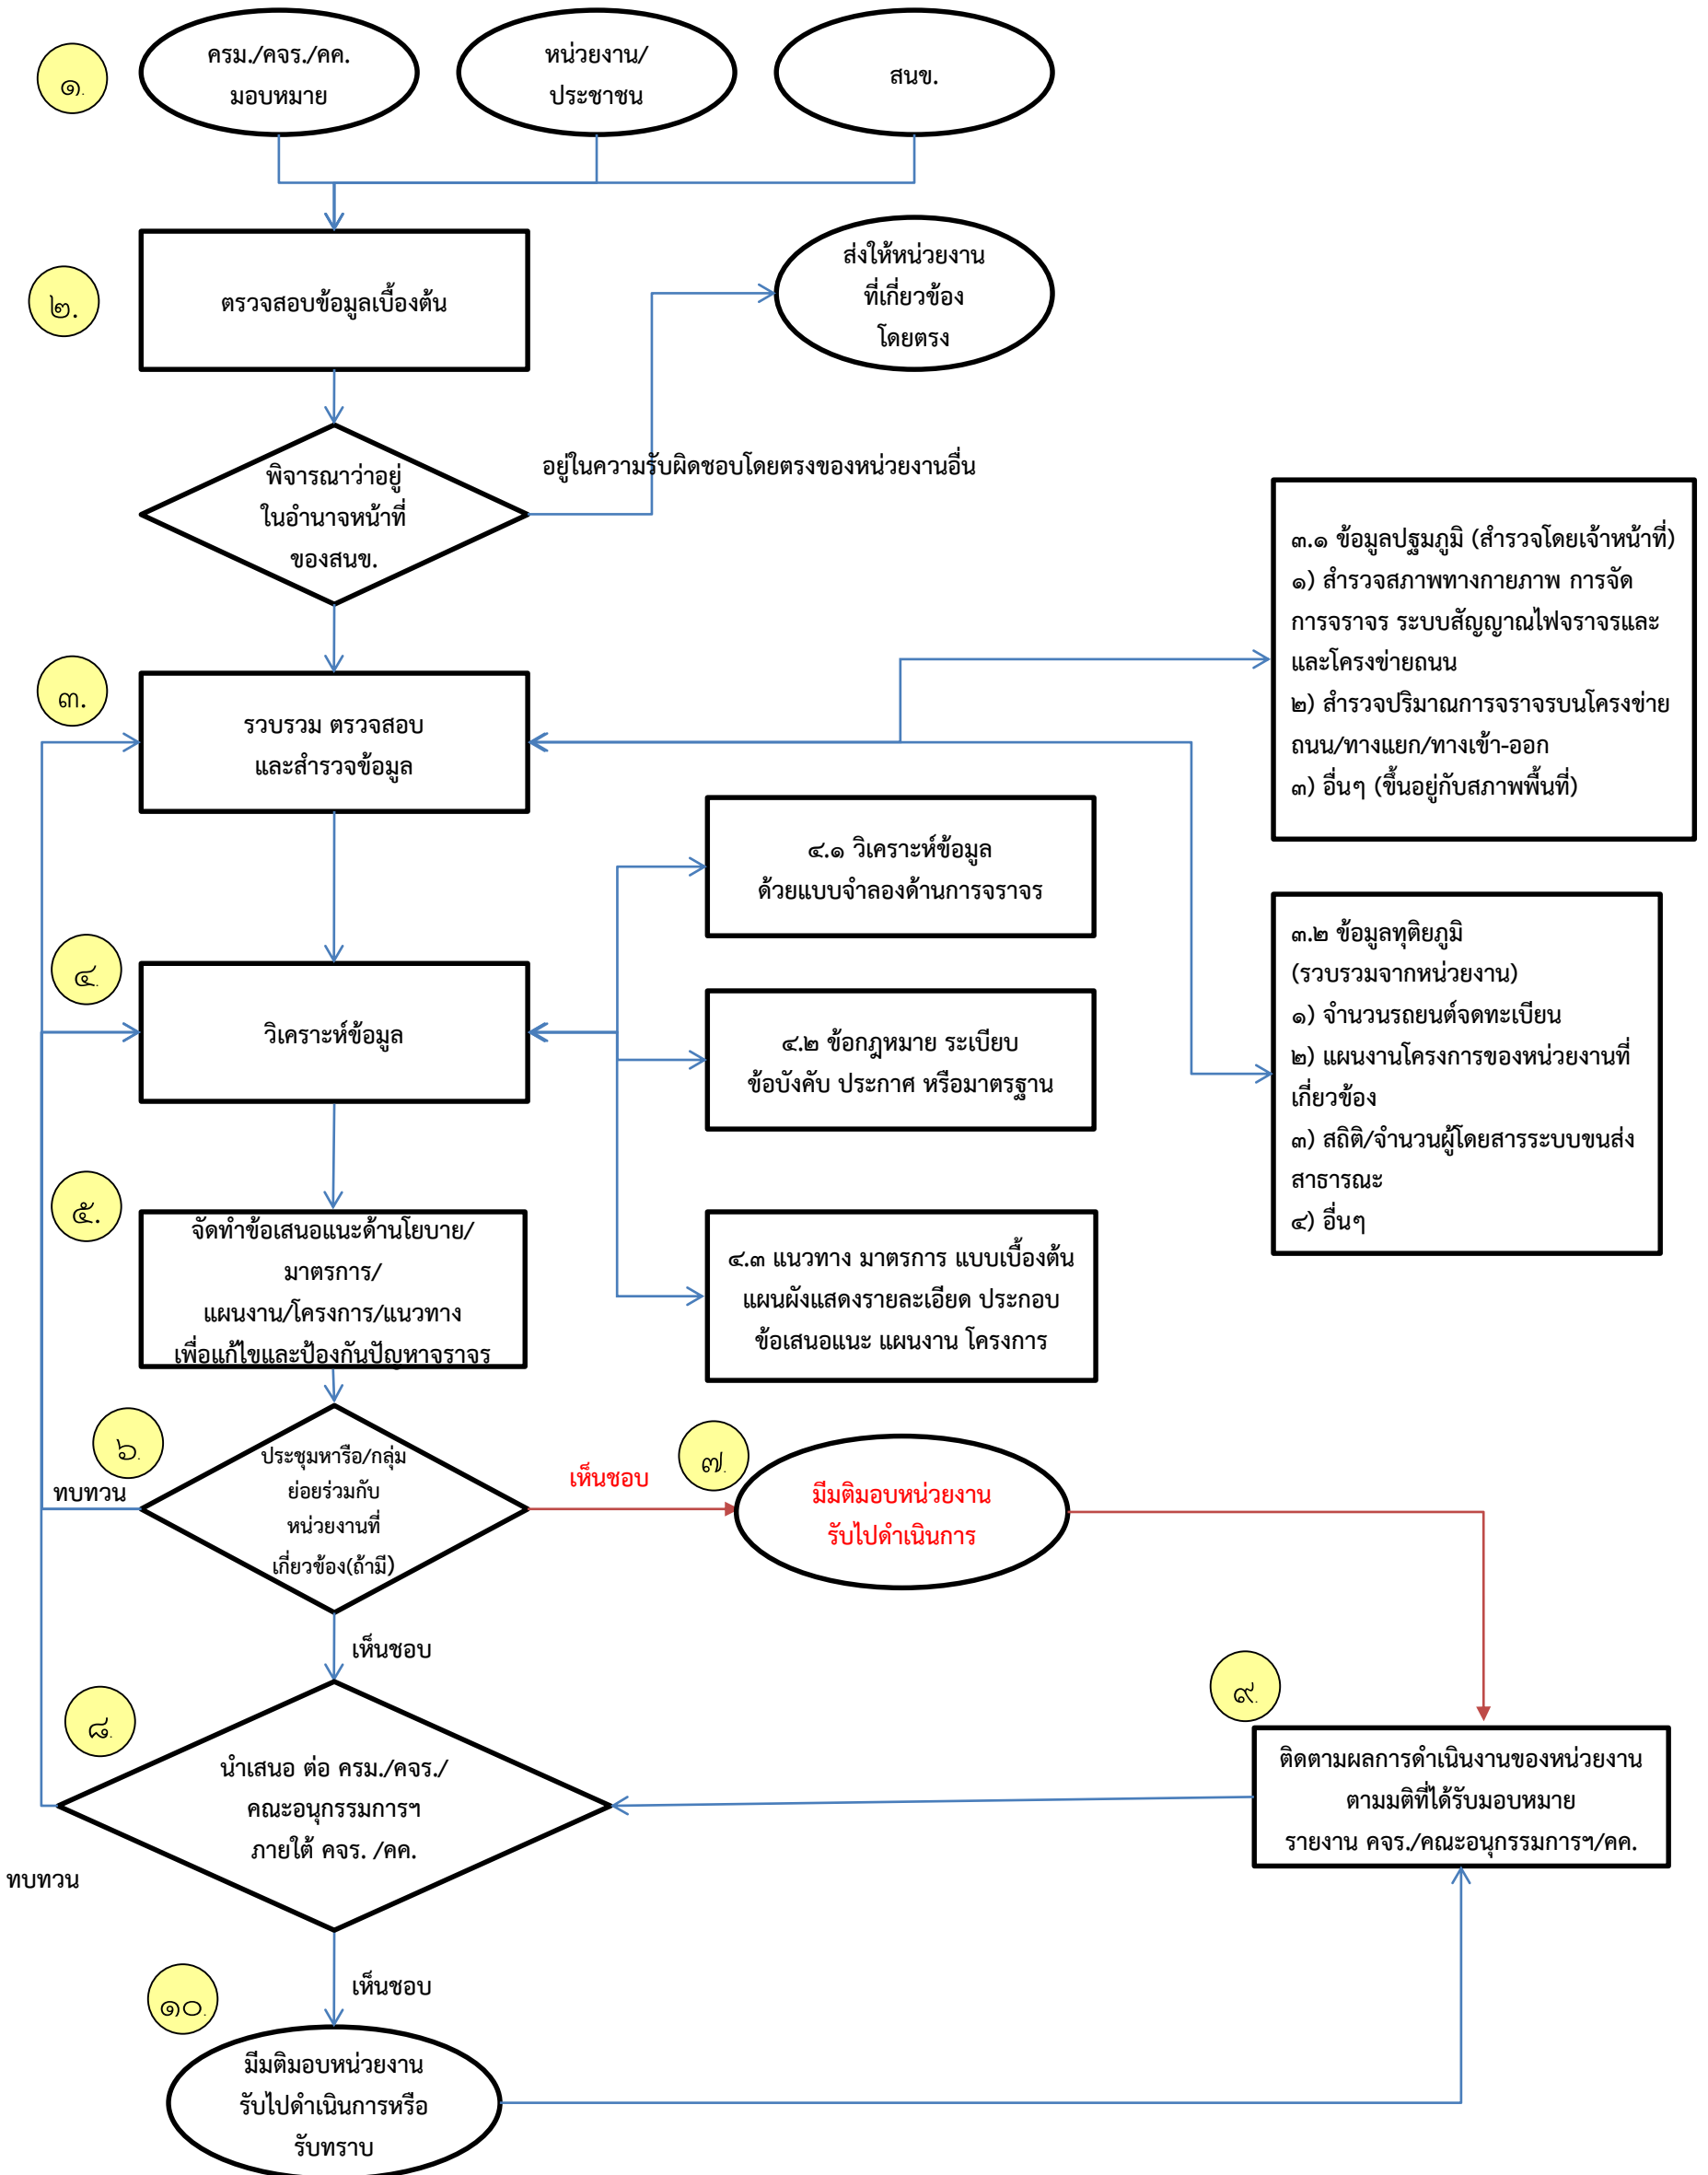 ๑.
ครม./คจร./คค.
มอบหมาย
หน่วยงาน/
ประชาชน
สนข.
๒.
ตรวจสอบข้อมูลเบื้องต้น
ส่งให้หน่วยงาน
ที่เกี่ยวข้อง
โดยตรง
พิจารณาว่าอยู่
ในอำนาจหน้าที่
ของสนข.
อยู่ในความรับผิดชอบโดยตรงของหน่วยงานอื่น
๓.
รวบรวม ตรวจสอบ
และสำรวจข้อมูล
๓.๑ ข้อมูลปฐมภูมิ (สำรวจโดยเจ้าหน้าที่)
๑) สำรวจสภาพทางกายภาพ การจัด
การจราจร ระบบสัญญาณไฟจราจรและ
และโครงข่ายถนน
๒) สำรวจปริมาณการจราจรบนโครงข่าย
ถนน/ทางแยก/ทางเข้า-ออก
๓) อื่นๆ (ขึ้นอยู่กับสภาพพื้นที่)
๓.๒ ข้อมูลทุติยภูมิ
(รวบรวมจากหน่วยงาน)
๑) จำนวนรถยนต์จดทะเบียน
๒) แผนงานโครงการของหน่วยงานที่
เกี่ยวข้อง
๓) สถิติ/จำนวนผู้โดยสารระบบขนส่ง
สาธารณะ
๔) อื่นๆ
๔.
วิเคราะห์ข้อมูล
๔.๑ วิเคราะห์ข้อมูล
ด้วยแบบจำลองด้านการจราจร
๔.๒ ข้อกฎหมาย ระเบียบ
ข้อบังคับ ประกาศ หรือมาตรฐาน
๔.๓ แนวทาง มาตรการ แบบเบื้องต้น
แผนผังแสดงรายละเอียด ประกอบ
ข้อเสนอแนะ แผนงาน โครงการ
๕.
จัดทำข้อเสนอแนะด้านโยบาย/
มาตรการ/
แผนงาน/โครงการ/แนวทาง
เพื่อแก้ไขและป้องกันปัญหาจราจร
๖.
ประชุมหารือ/กลุ่ม
ย่อยร่วมกับ
หน่วยงานที่
เกี่ยวข้อง(ถ้ามี)
ทบทวน
เห็นชอบ
๗.
มีมติมอบหน่วยงาน
รับไปดำเนินการ
เห็นชอบ
๘.
นำเสนอ ต่อ ครม./คจร./
คณะอนุกรรมการฯ
ภายใต้ คจร. /คค.
ทบทวน
๙.
ติดตามผลการดำเนินงานของหน่วยงาน
ตามมติที่ได้รับมอบหมาย
รายงาน คจร./คณะอนุกรรมการฯ/คค.
เห็นชอบ
๑๐.
มีมติมอบหน่วยงาน
รับไปดำเนินการหรือ
รับทราบ